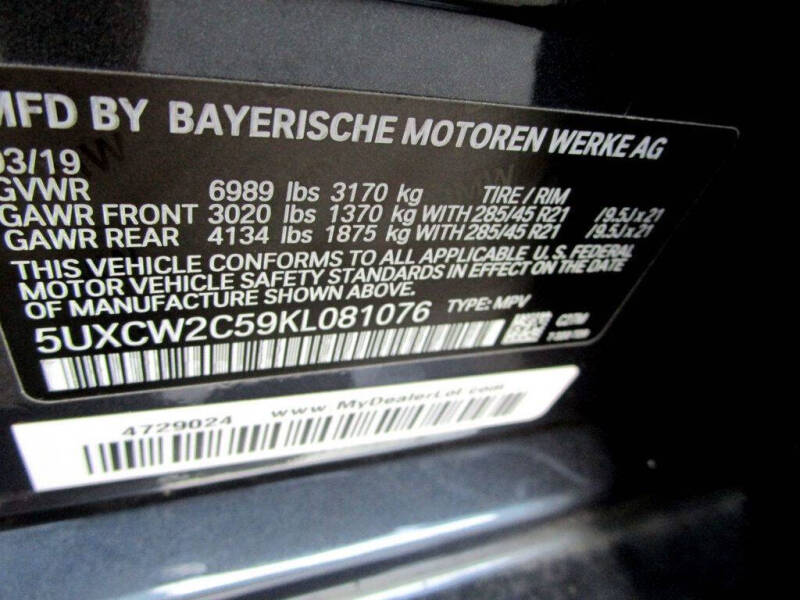 MFD BY BAYERISCHE MOTOREN WERKE AG
03/19
GVWR 6989 lbs 3170 kg TIRE / RIM
GAWR FRONT 3020 lbs 1370 kg WITH 285/45 R21 /9.5J x 21
GAWR REAR 4134 lbs 1875 kg WITH 285/45 R21 /9.5J x 21
THIS VEHICLE CONFORMS TO ALL APPLICABLE U. S. FEDERAL
MOTOR VEHICLE SAFETY STANDARDS IN EFFECT ON THE DATE
OF MANUFACTURE SHOWN ABOVE.
5UXCW2C59KL081076 TYPE: MPV
4729024 www.MyDealerLot.com